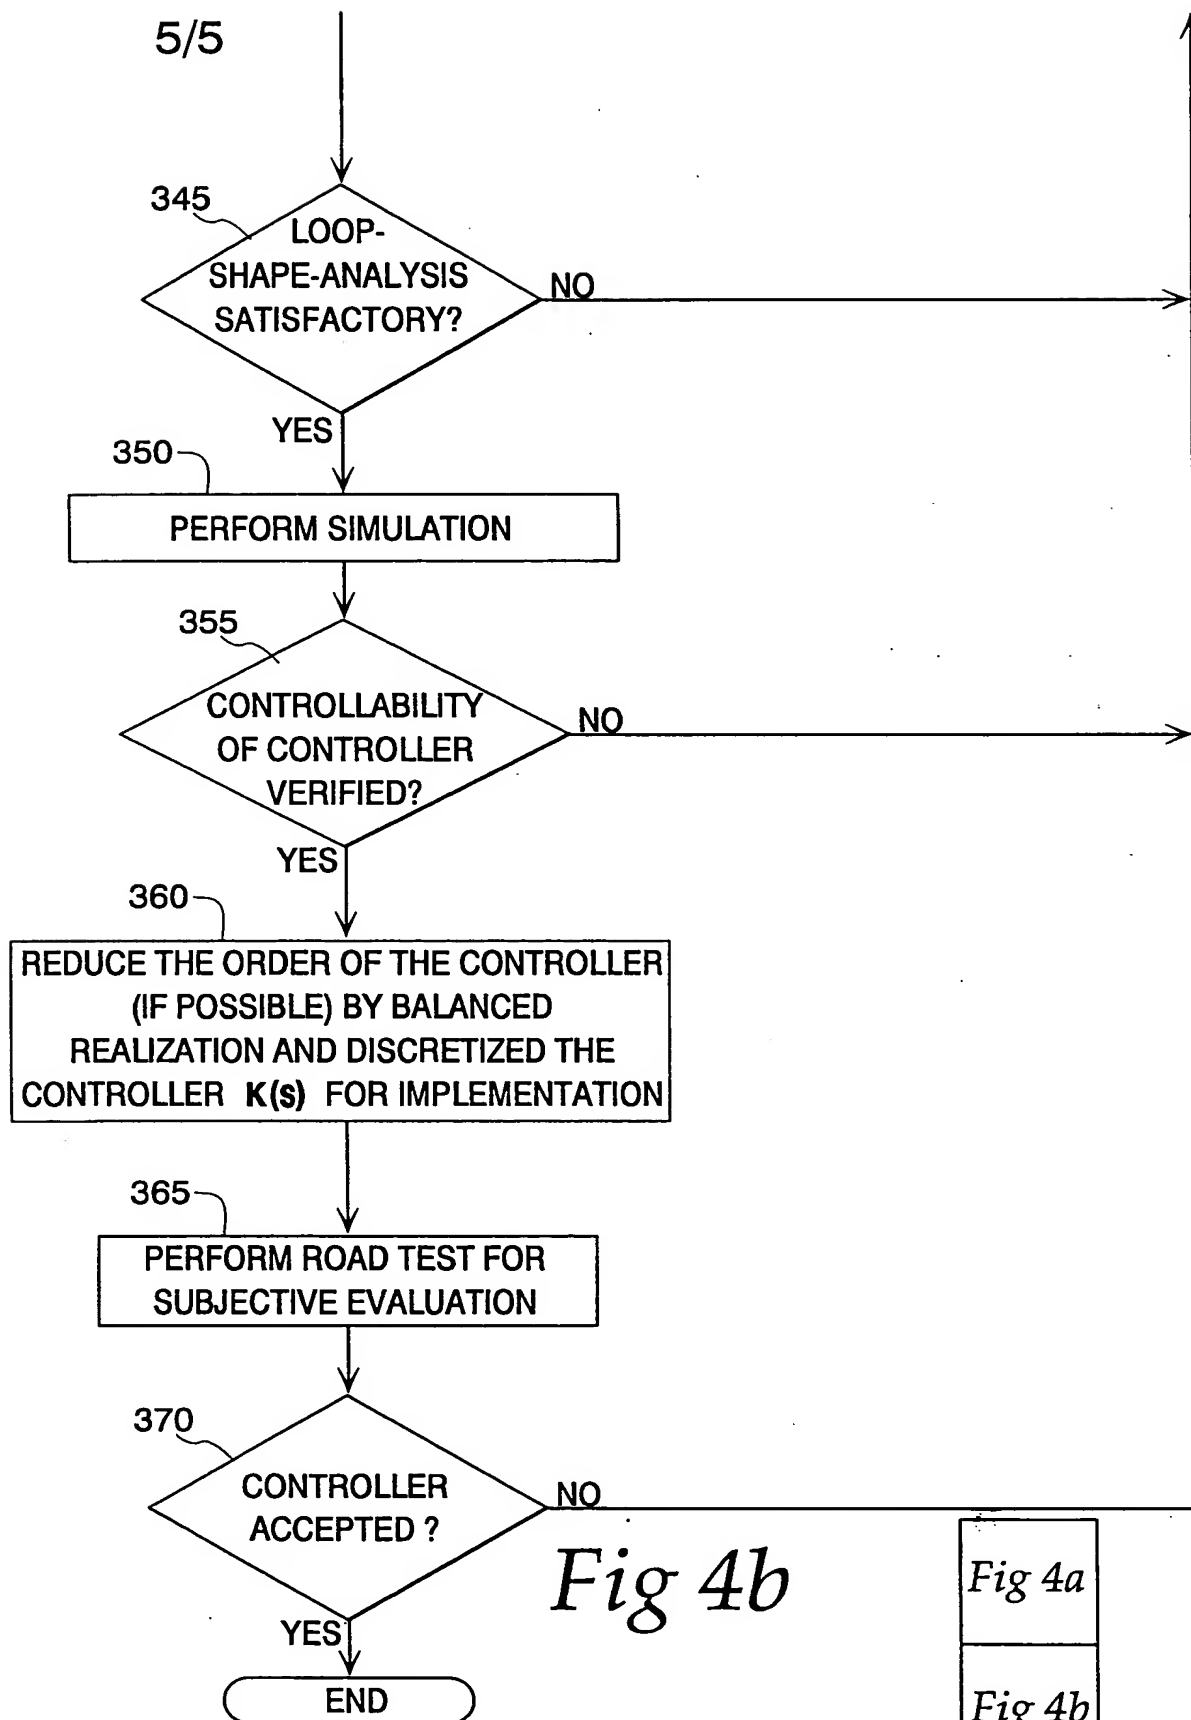 5/5
345
LOOP-
SHAPE-ANALYSIS
SATISFACTORY?
NO
YES
350
PERFORM SIMULATION
355
CONTROLLABILITY
OF CONTROLLER
VERIFIED?
NO
YES
360
REDUCE THE ORDER OF THE CONTROLLER
(IF POSSIBLE) BY BALANCED
REALIZATION AND DISCRETIZED THE
CONTROLLER K(s) FOR IMPLEMENTATION
365
PERFORM ROAD TEST FOR
SUBJECTIVE EVALUATION
370
CONTROLLER
ACCEPTED ?
NO
YES
END
Fig 4b
Fig 4a
Fig 4b